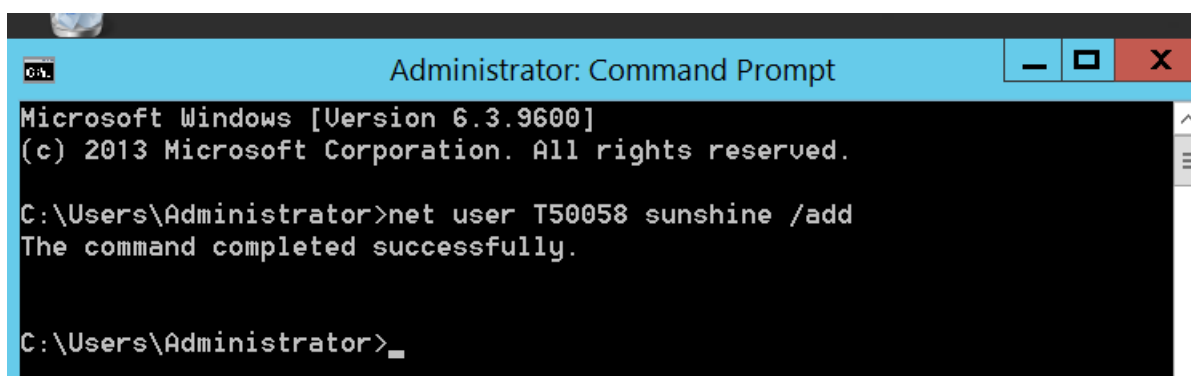 Administrator: Command Prompt
Microsoft Windows [Version 6.3.9600]
(c) 2013 Microsoft Corporation. All rights reserved.
C:\Users\Administrator>net user T50058 sunshine /add
The command completed successfully.
C:\Users\Administrator>_